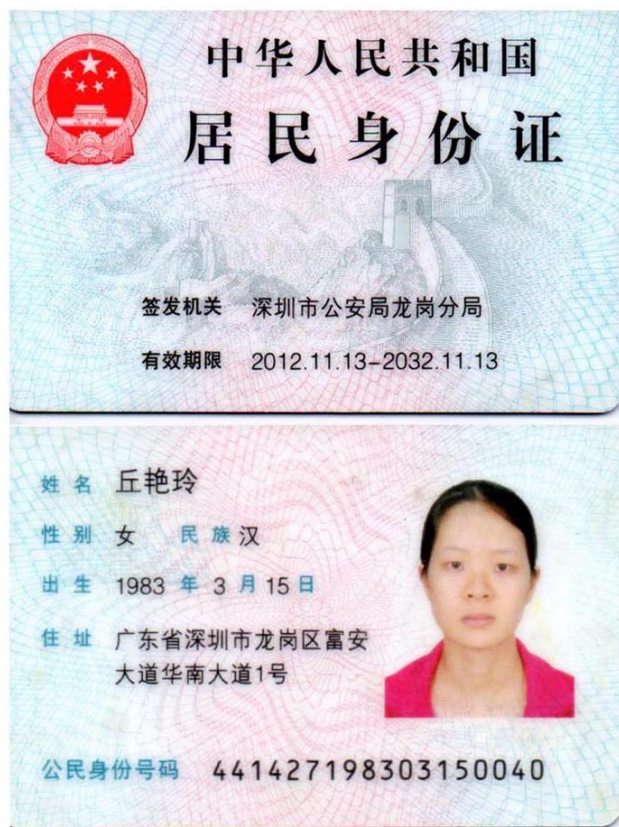 中华人民共和国
居民身份证
签发机关 深圳市公安局龙岗分局
有效期限 2012.11.13-2032.11.13
姓名 丘艳玲
性别 女 民族 汉
出生 1983 年 3 月 15 日
住址 广东省深圳市龙岗区富安
大道华南大道1号
公民身份号码 441427198303150040